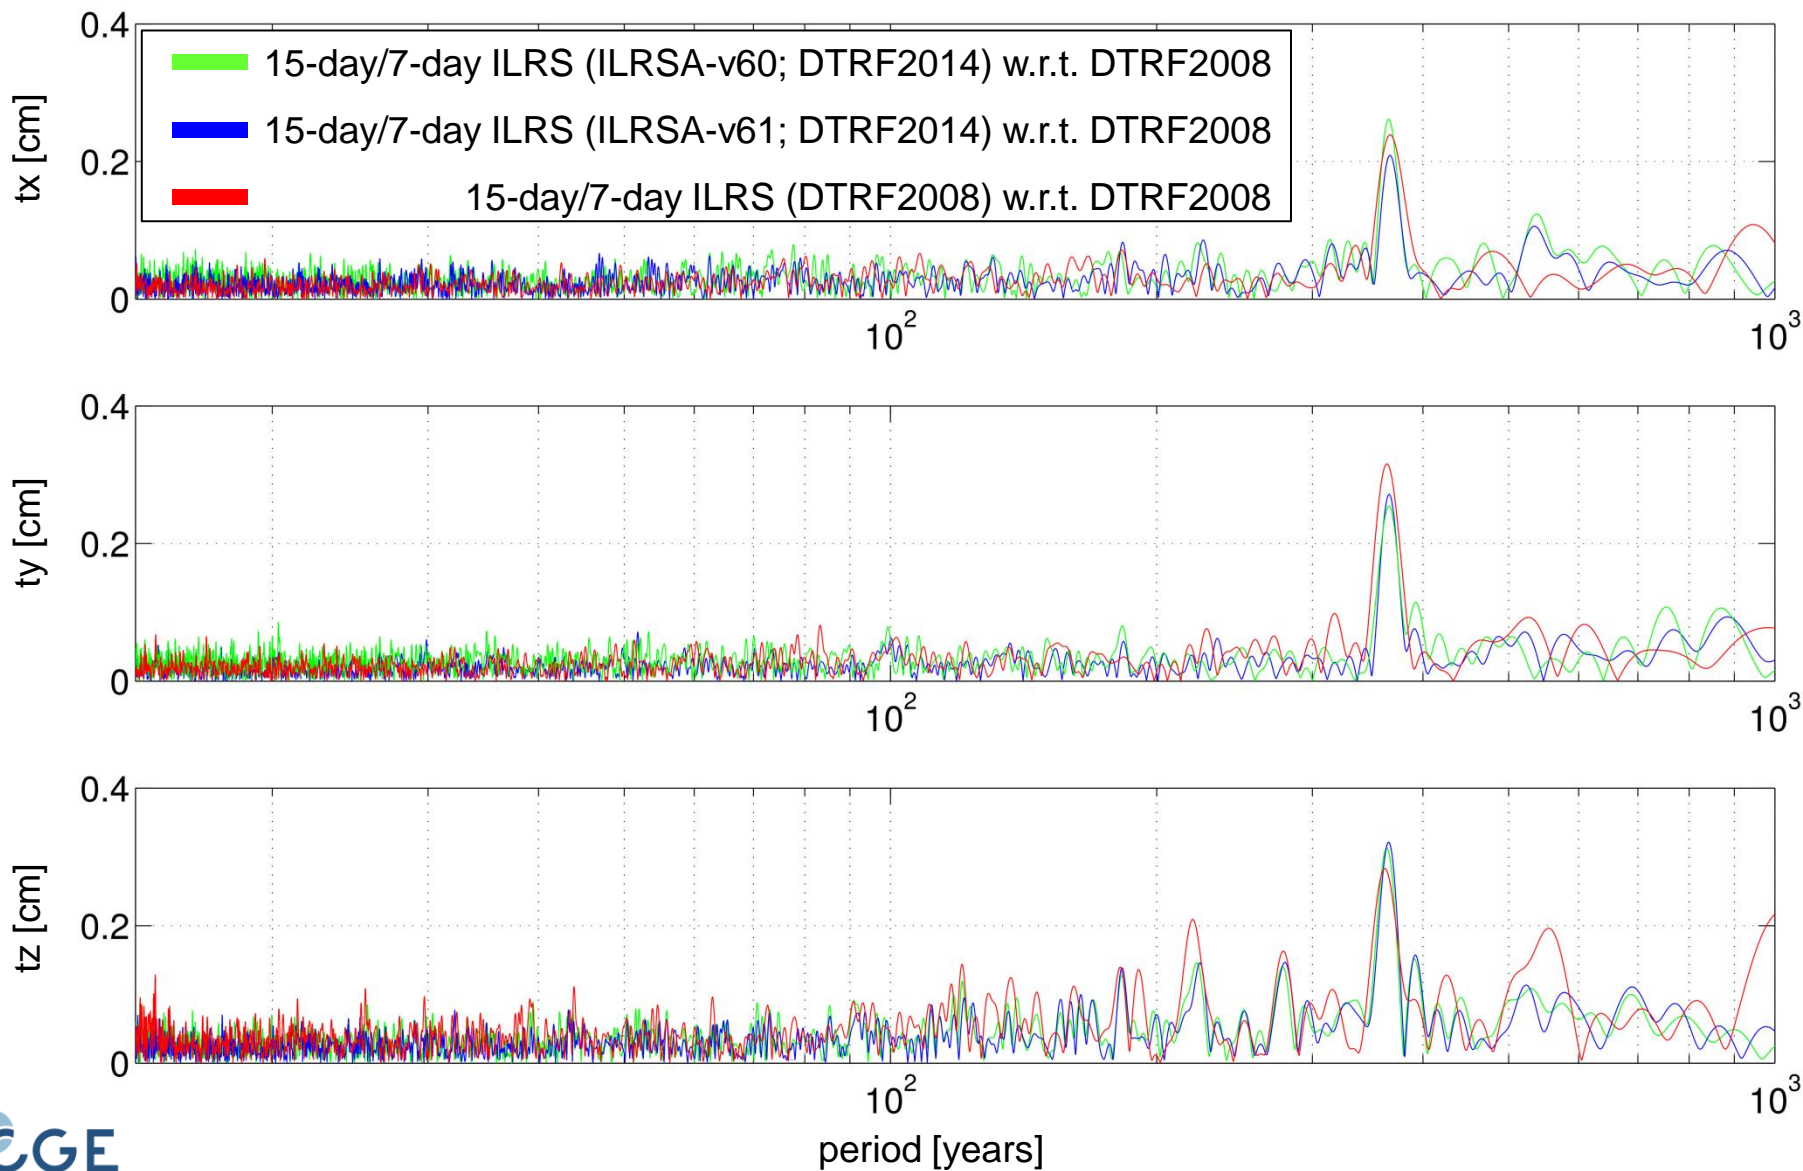 0.4
15-day/7-day ILRS (ILRSA-v60; DTRF2014) w.r.t. DTRF2008
15-day/7-day ILRS (ILRSA-v61; DTRF2014) w.r.t. DTRF2008
15-day/7-day ILRS (DTRF2008) w.r.t. DTRF2008
tx [cm]
0.2
0
10²
10³
0.4
ty [cm]
0.2
0
10²
10³
0.4
tz [cm]
0.2
0
10²
10³
period [years]
CGE